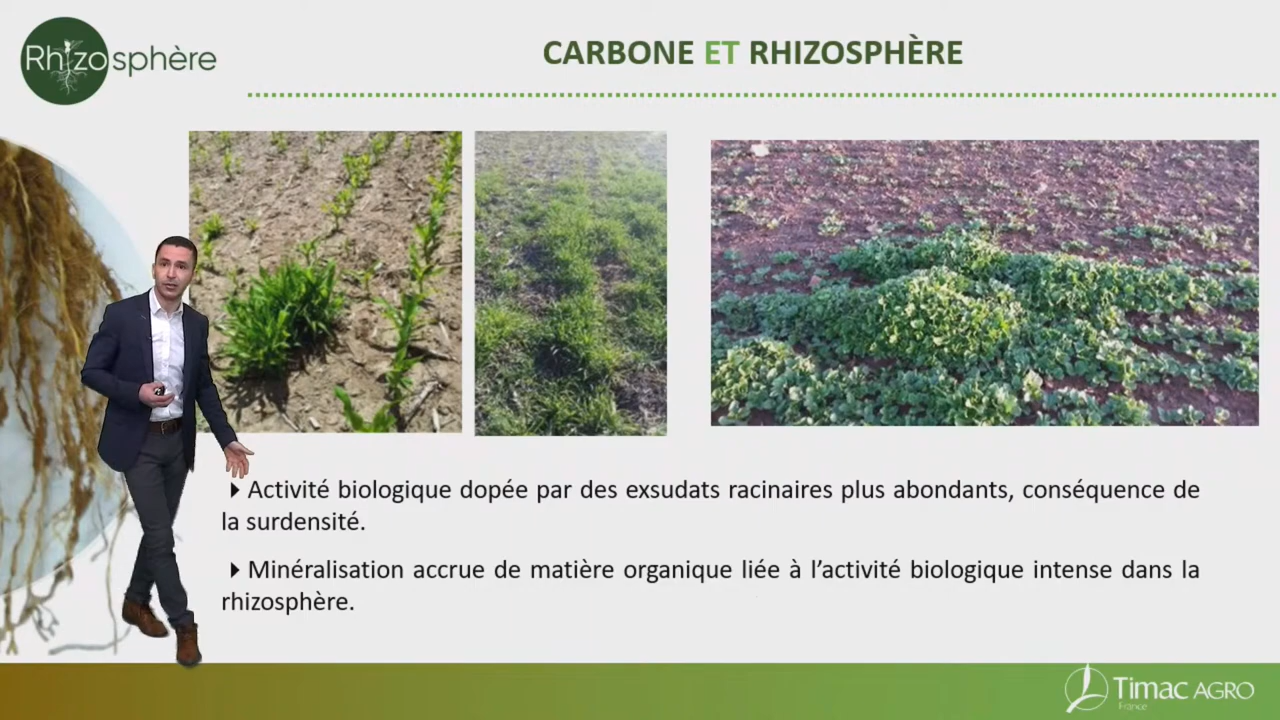 Rhizosphère
CARBONE ET RHIZOSPHÈRE
Activité biologique dopée par des exsudats racinaires plus abondants, conséquence de
la surdensité.
Minéralisation accrue de matière organique liée à l’activité biologique intense dans la
rhizosphère.
Timac AGRO
France